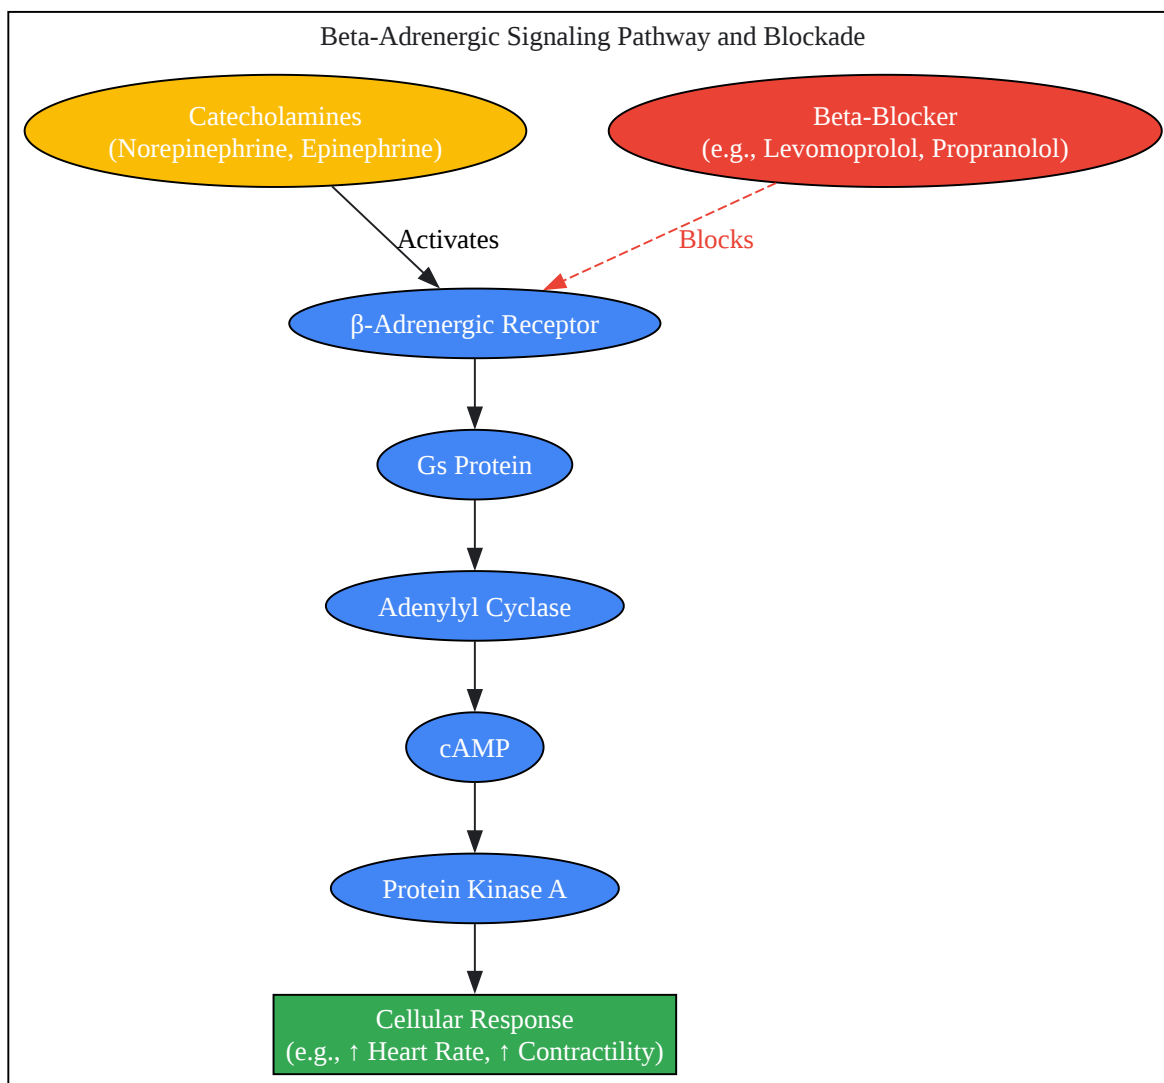 Beta-Adrenergic Signaling Pathway and Blockade
Catecholamines
(Norepinephrine, Epinephrine)
Beta-Blocker
(e.g., Levomoprolol, Propranolol)
Activates
Blocks
β-Adrenergic Receptor
Gs Protein
Adenylyl Cyclase
cAMP
Protein Kinase A
Cellular Response
(e.g., ↑ Heart Rate, ↑ Contractility)